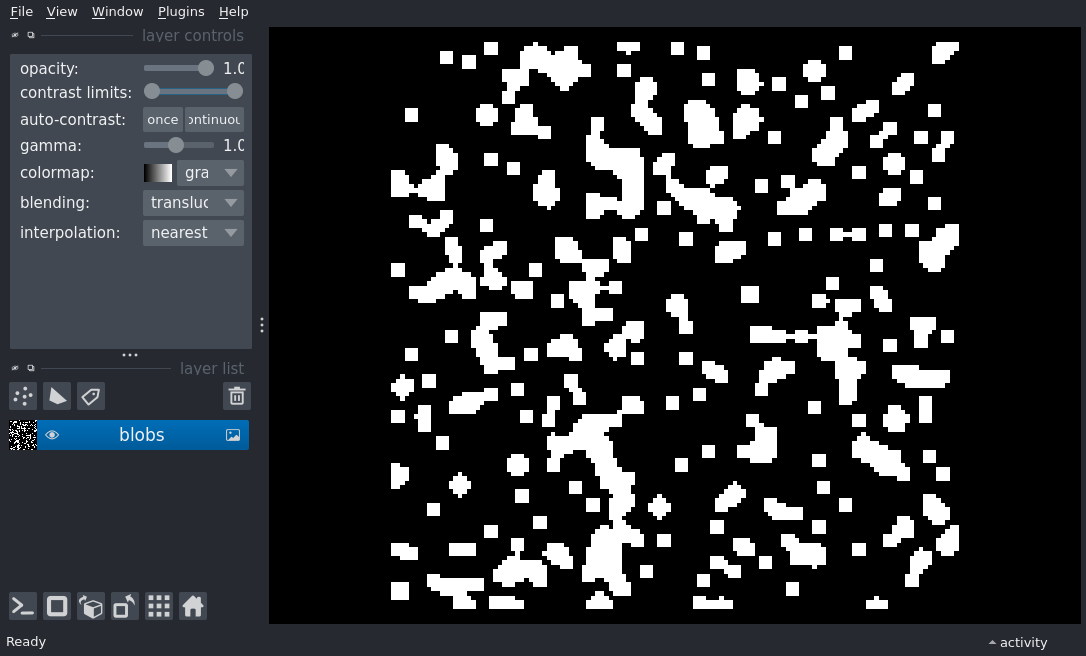 File View Window Plugins Help
layer controls
opacity: 1.0
contrast limits:
auto-contrast: once ontinuou
gamma: 1.0
colormap: gra
blending: transluc
interpolation: nearest
layer list
blobs
Ready
activity